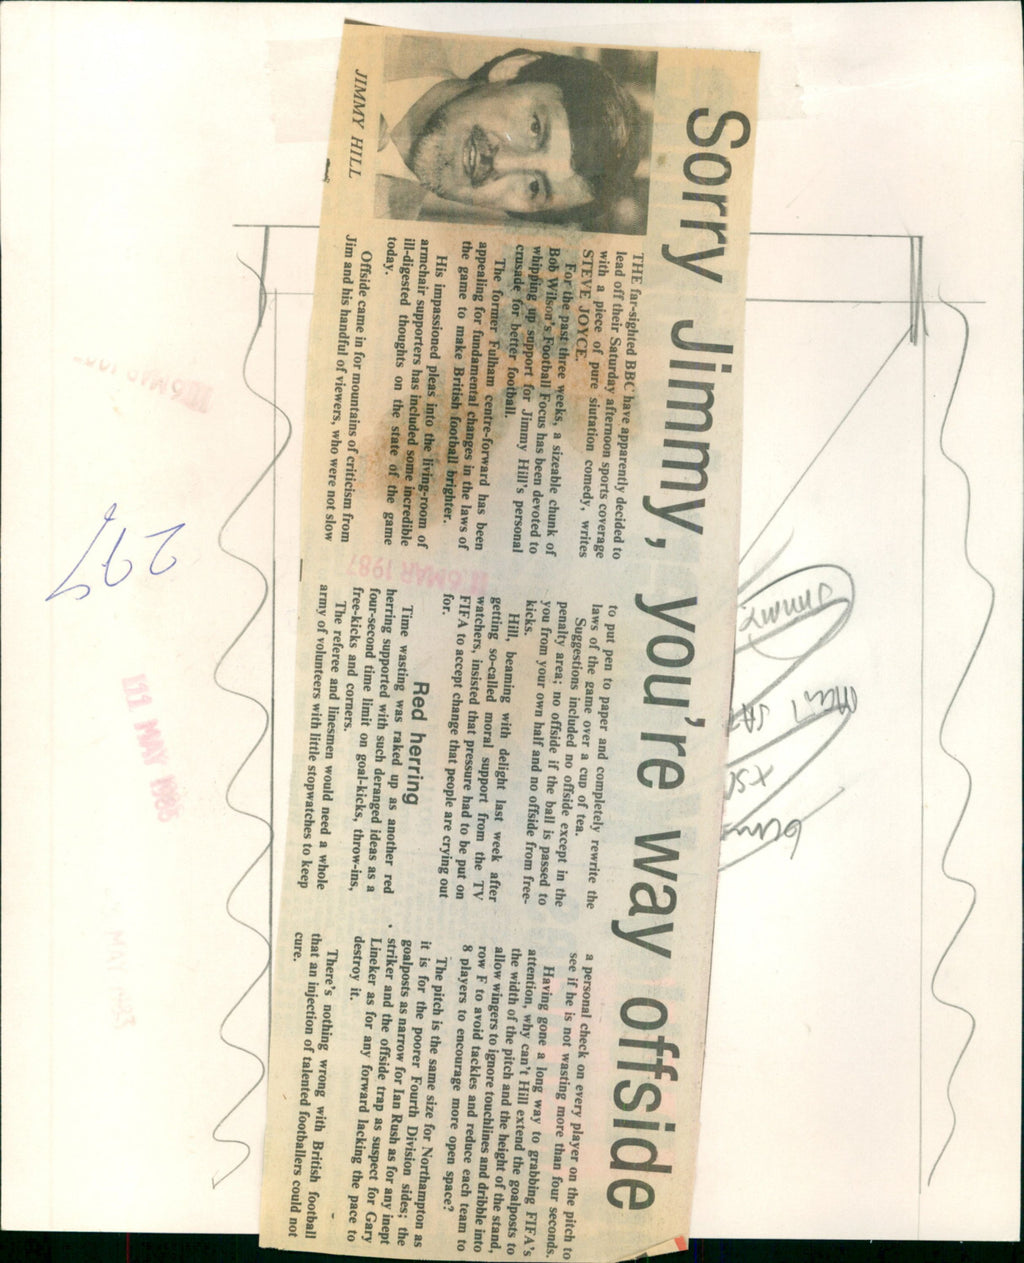 Sorry Jimmy, you're way offside
JIMMY HILL
THE far-sighted BBC have apparently decided to
lead off their Saturday afternoon sports coverage
with a piece of pure siutation comedy, writes
STEVE JOYCE.
For the past three weeks, a sizeable chunk of
Bob Wilson's Football Focus has been devoted to
whipping up support for Jimmy Hill's personal
crusade for better football.
The former Fulham centre-forward has been
appealing for fundamental changes in the laws of
the game to make British football brighter.
His impassioned pleas into the living-room of
armchair supporters has included some incredible
ill-digested thoughts on the state of the game
today.
Offside came in for mountains of criticism from
Jim and his handful of viewers, who were not slow
to put pen to paper and completely rewrite the
laws of the game over a cup of tea.
Suggestions included no offside except in the
penalty area; no offside if the ball is passed to
you from your own half and no offside from free-
kicks.
Hill, beaming with delight last week after
getting so-called moral support from the TV
watchers, insisted that pressure had to be put on
FIFA to accept change that people are crying out
for.
Red herring
Time wasting was raked up as another red
herring supported with such deranged ideas as a
four-second time limit on goal-kicks, throw-ins,
free-kicks and corners.
The referee and linesmen would need a whole
army of volunteers with little stopwatches to keep
a personal check on every player on the pitch to
see if he is not wasting more than four seconds.
Having gone a long way to grabbing FIFA's
attention, why can't Hill extend the goalposts to
the width of the pitch and the height of the stand,
allow wingers to ignore touchlines and dribble into
row F to avoid tackles and reduce each team to
8 players to encourage more open space?
The pitch is the same size for Northampton as
it is for the poorer Fourth Division sides; the
goalposts as narrow for Ian Rush as for any inept
striker and the offside trap as suspect for Gary
Lineker as for any forward lacking the pace to
destroy it.
There's nothing wrong with British football
that an injection of talented footballers could not
cure.
16 MAR 1987
11 MAY 1985
297
Jimmy